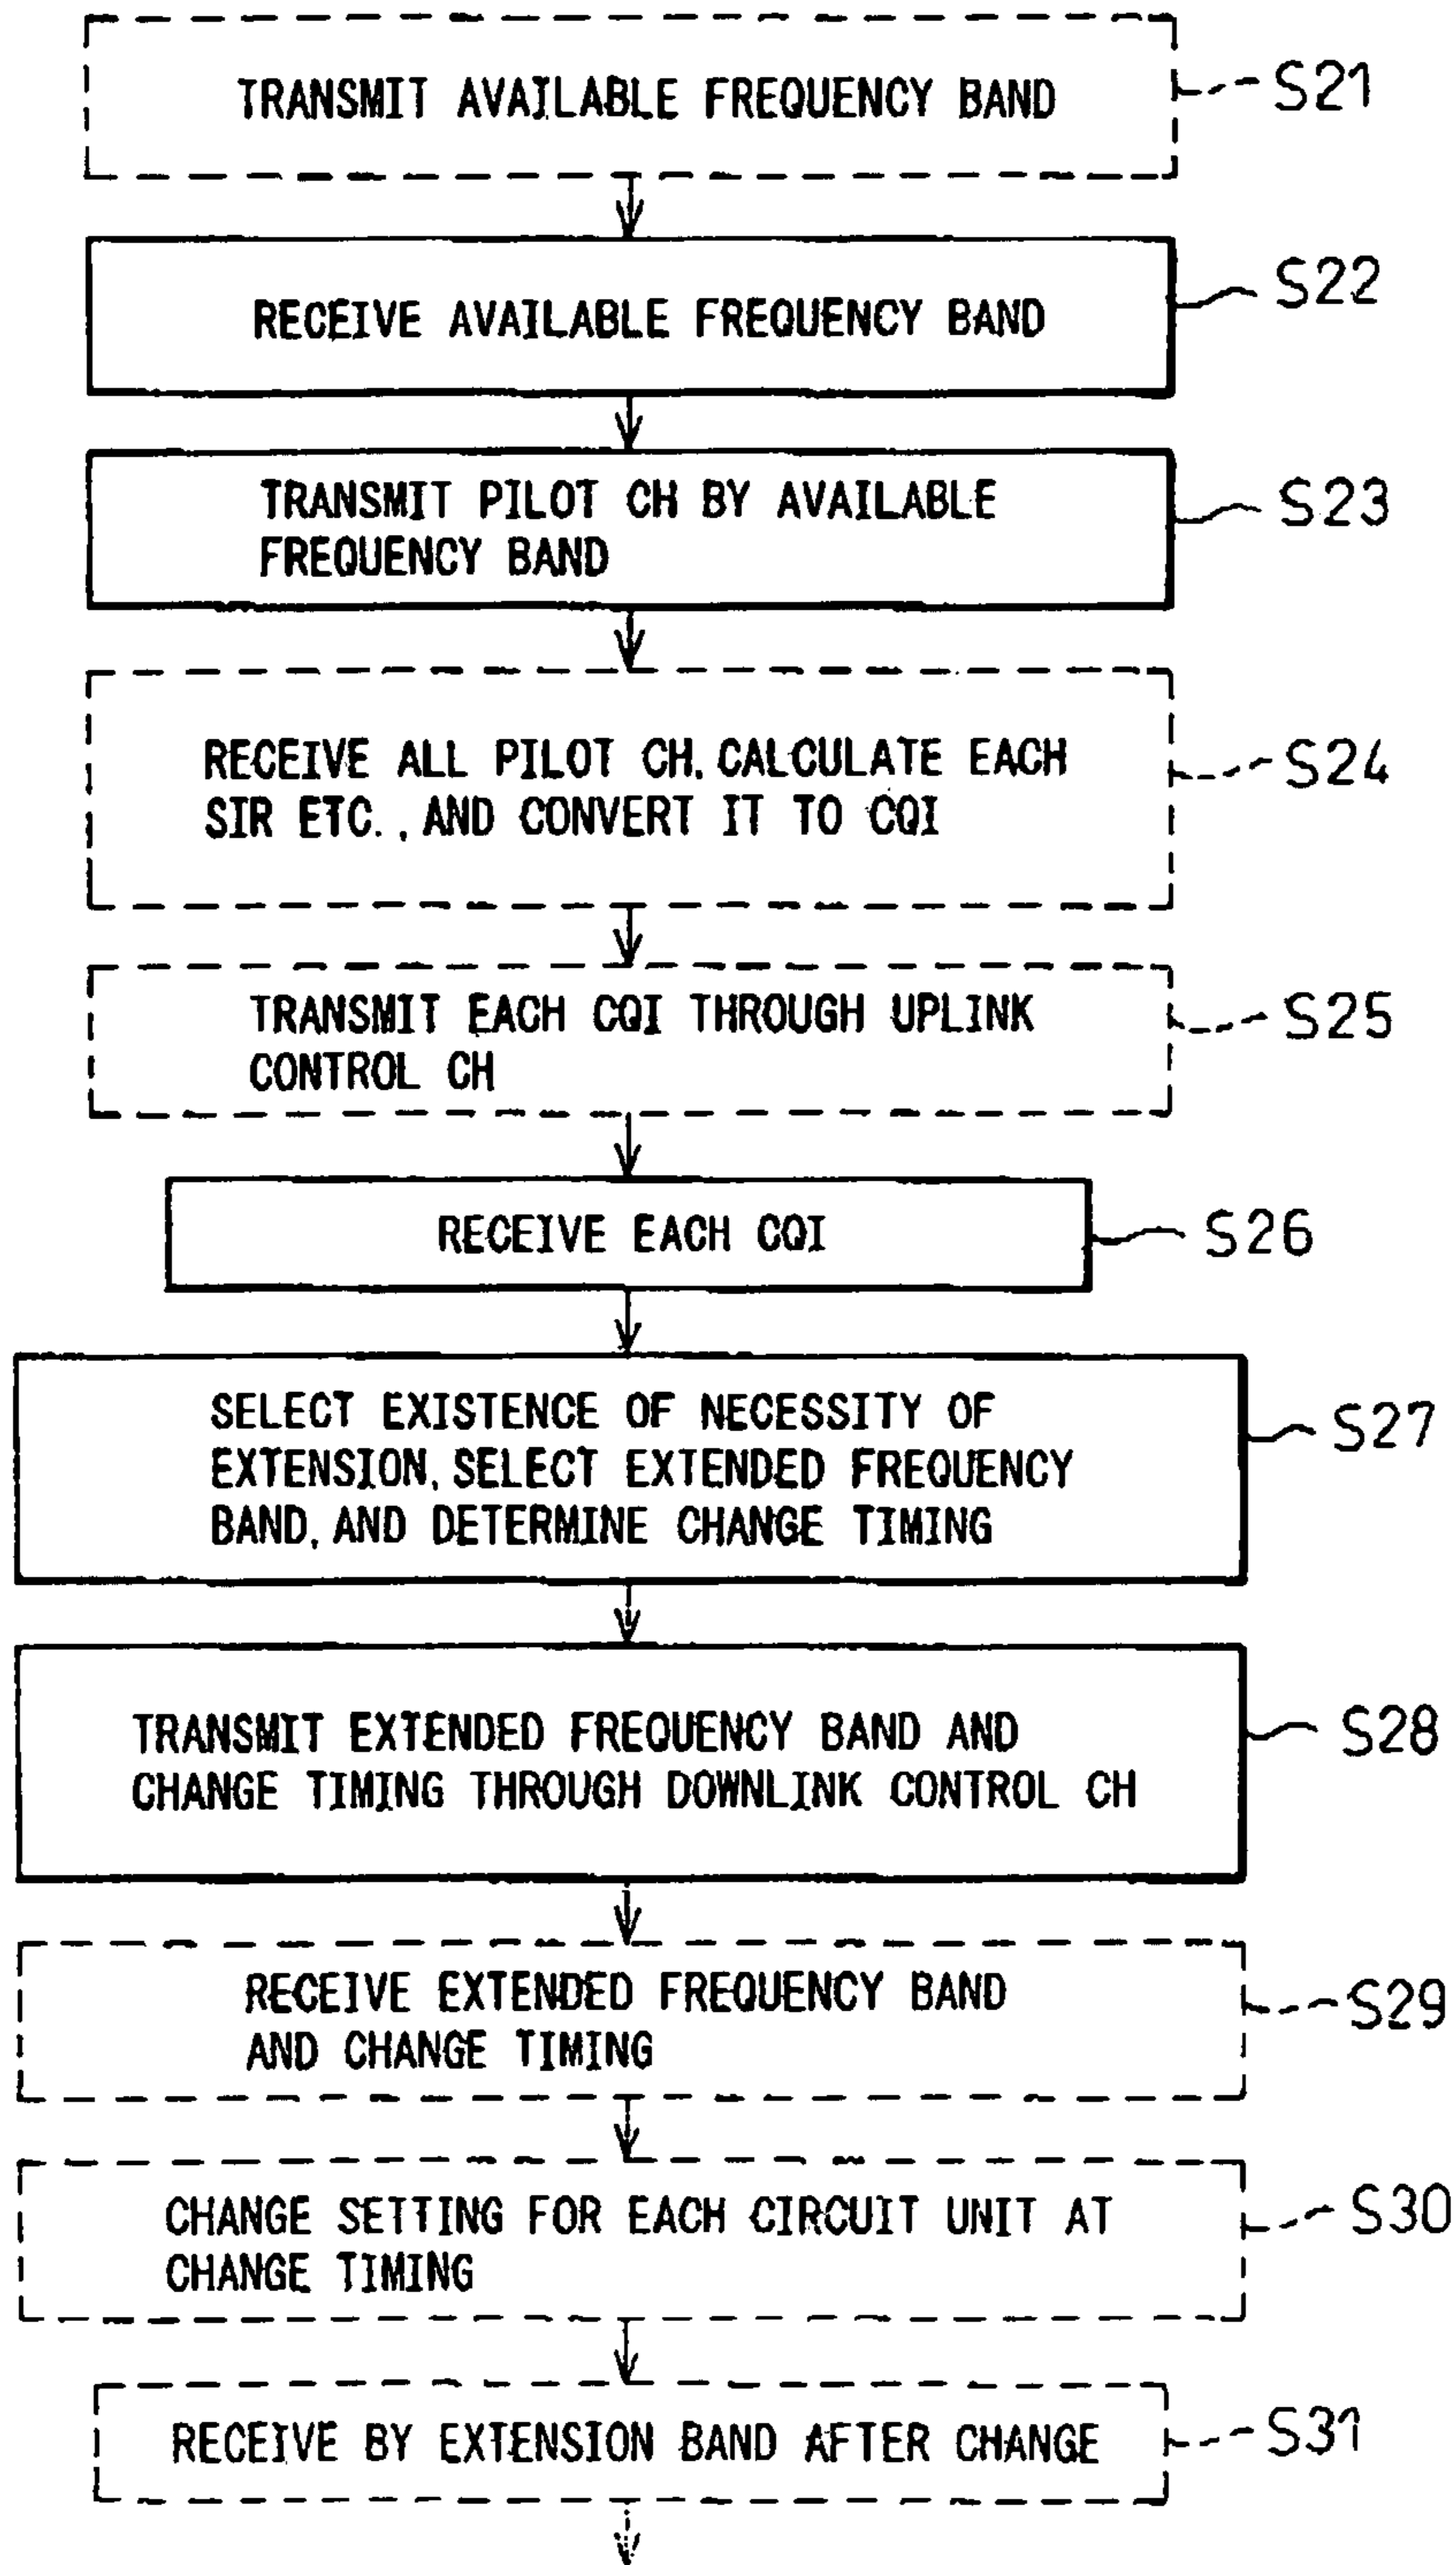 TRANSMIT AVAILABLE FREQUENCY BAND
S21
RECEIVE AVAILABLE FREQUENCY BAND
S22
TRANSMIT PILOT CH BY AVAILABLE
FREQUENCY BAND
S23
RECEIVE ALL PILOT CH, CALCULATE EACH
SIR ETC., AND CONVERT IT TO CQI
S24
TRANSMIT EACH CQI THROUGH UPLINK
CONTROL CH
S25
RECEIVE EACH CQI
S26
SELECT EXISTENCE OF NECESSITY OF
EXTENSION, SELECT EXTENDED FREQUENCY
BAND, AND DETERMINE CHANGE TIMING
S27
TRANSMIT EXTENDED FREQUENCY BAND AND
CHANGE TIMING THROUGH DOWNLINK CONTROL CH
S28
RECEIVE EXTENDED FREQUENCY BAND
AND CHANGE TIMING
S29
CHANGE SETTING FOR EACH CIRCUIT UNIT AT
CHANGE TIMING
S30
RECEIVE BY EXTENSION BAND AFTER CHANGE
S31